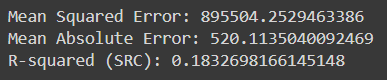 Mean Squared Error: 895504.2529463386
Mean Absolute Error: 520.1135040092469
R-squared (SRC): 0.1832698166145148